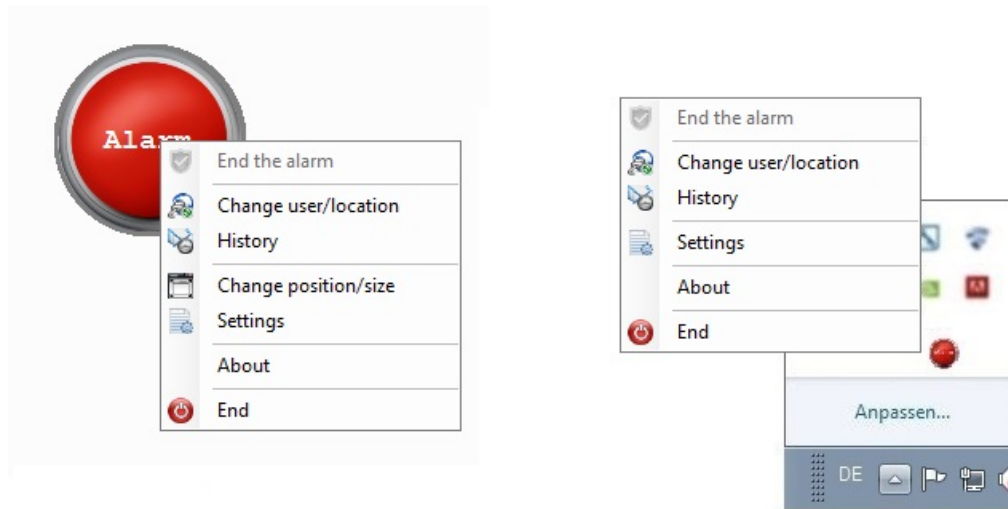 Alarm
End the alarm
Change user/location
History
Change position/size
Settings
About
End
End the alarm
Change user/location
History
Settings
About
End
Anpassen...
DE